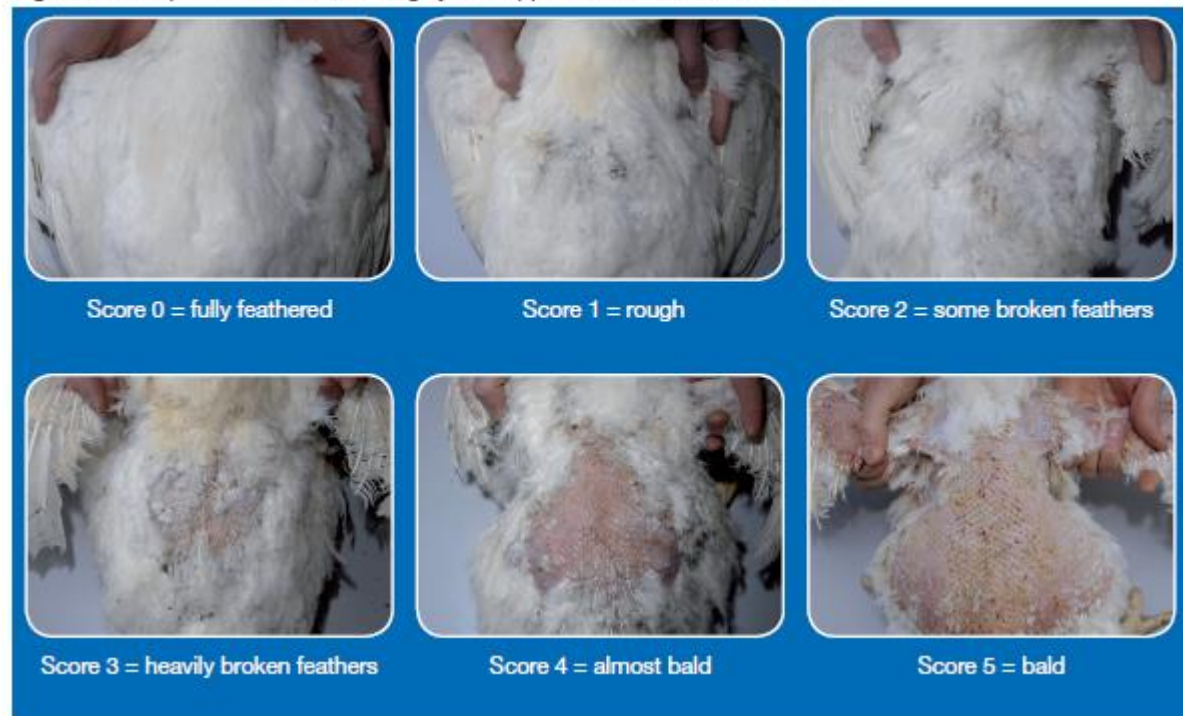 Score 0 = fully feathered
Score 1 = rough
Score 2 = some broken feathers
Score 3 = heavily broken feathers
Score 4 = almost bald
Score 5 = bald